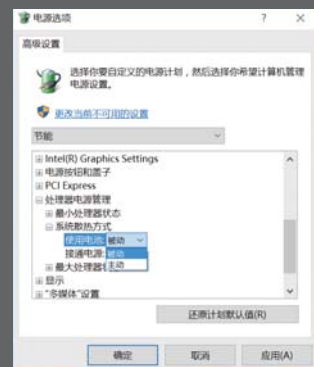 电源选项
高级设置
选择你要自定义的电源计划，然后选择你希望计算机管理
电源设置。
更改当前不可用的设置
节能
Intel(R) Graphics Settings
电源按钮和盖子
PCI Express
处理器电源管理
最小处理器状态
系统散热方式
使用电池: 被动
接通电源: 被动
最大处理器 主动
显示
"多媒体"设置
还原计划默认值(R)
确定 取消 应用(A)